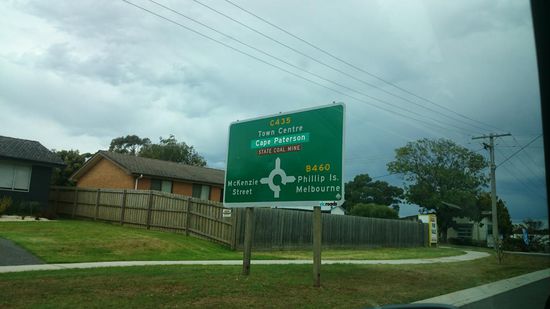 C435
Town Centre
Cape Paterson
STATE COAL MINE
B460
McKenzie
Street
Phillip Is.
Melbourne